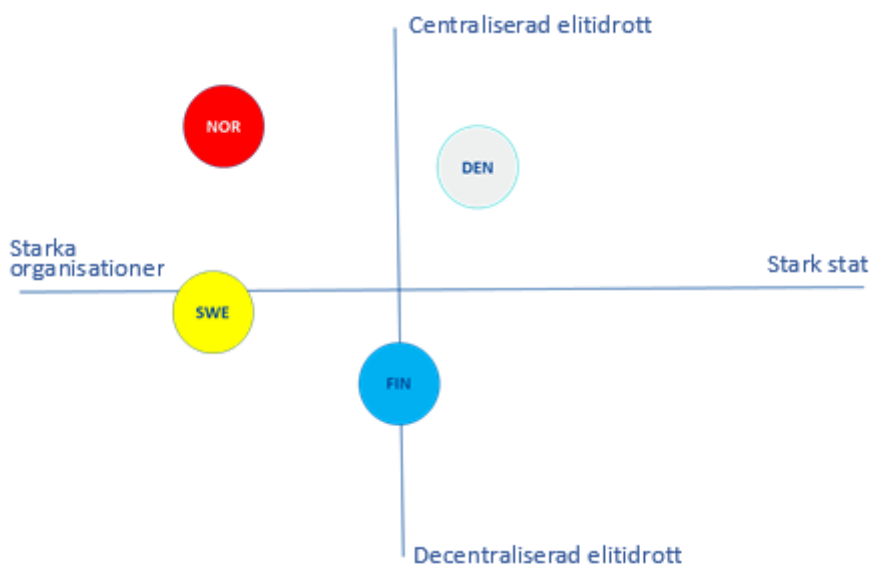 Centraliserad elitidrott
NOR
DEN
Starka
organisationer
Stark stat
SWE
FIN
Decentraliserad elitidrott